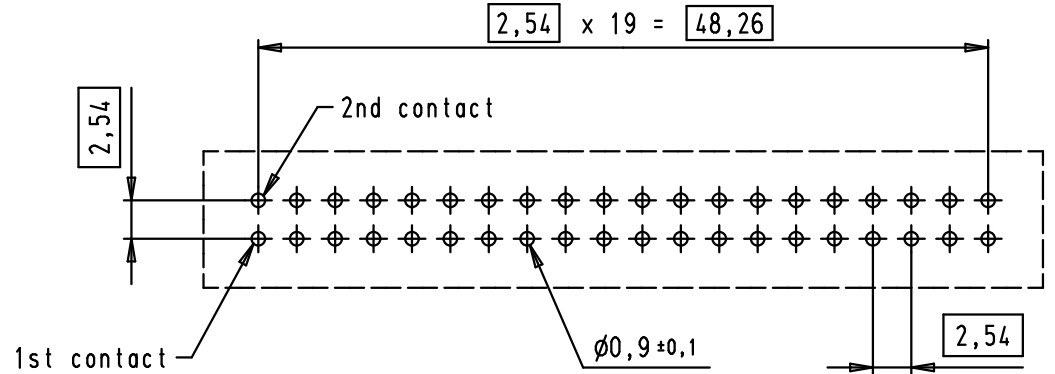 2,54 x 19 = 48,26
2,54
2nd contact
1st contact
Ø0,9 ±0,1
2,54